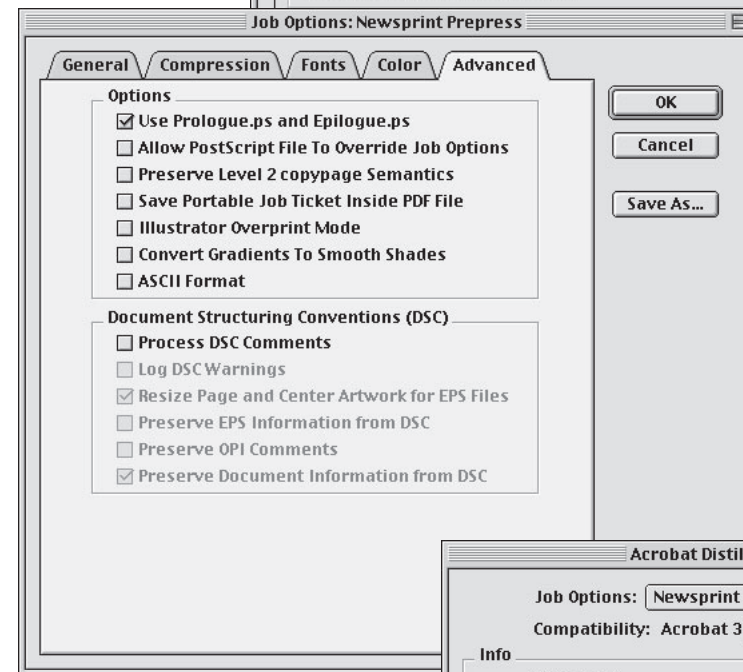 Job Options: Newsprint Prepress
General Compression Fonts Color Advanced
Options
Use Prologue.ps and Epilogue.ps
Allow PostScript File To Override Job Options
Preserve Level 2 copypage Semantics
Save Portable Job Ticket Inside PDF File
Illustrator Overprint Mode
Convert Gradients To Smooth Shades
ASCII Format
Document Structuring Conventions (DSC)
Process DSC Comments
Log DSC Warnings
Resize Page and Center Artwork for EPS Files
Preserve EPS Information from DSC
Preserve OPI Comments
Preserve Document Information from DSC
OK
Cancel
Save As...
Acrobat Distil
Job Options: Newsprint
Compatibility: Acrobat 3
Info